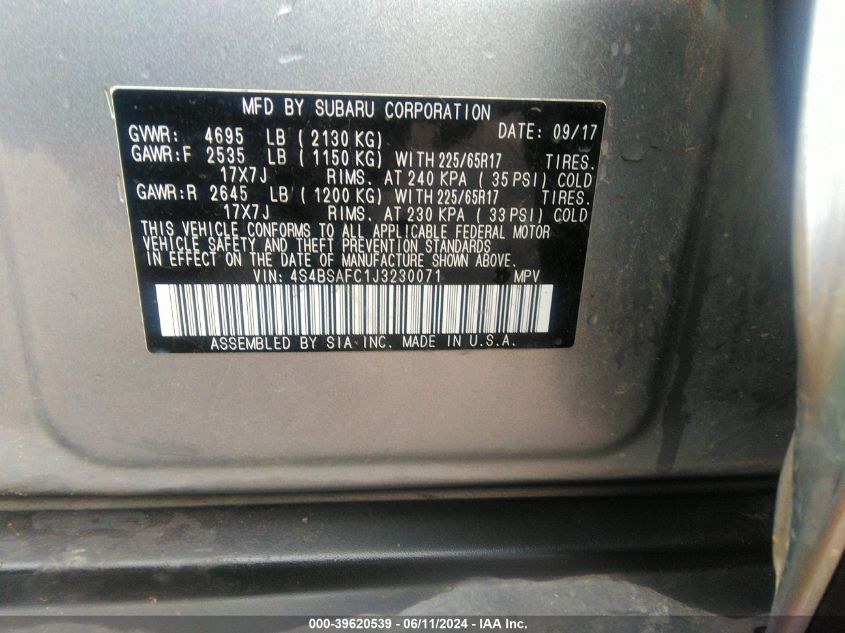 MFD BY SUBARU CORPORATION
GVWR: 4695 LB ( 2130 KG) DATE: 09/17
GAWR:F 2535 LB ( 1150 KG) WITH 225/65R17 TIRES.
17X7J RIMS. AT 240 KPA ( 35 PSI) COLD
GAWR:R 2645 LB ( 1200 KG) WITH 225/65R17 TIRES.
17X7J RIMS. AT 230 KPA ( 33 PSI) COLD
THIS VEHICLE CONFORMS TO ALL APPLICABLE FEDERAL MOTOR
VEHICLE SAFETY AND THEFT PREVENTION STANDARDS
IN EFFECT ON THE DATE OF MANUFACTURE SHOWN ABOVE.
VIN: 4S4BSAFC1J3230071 MPV
ASSEMBLED BY SIA INC. MADE IN U.S.A.
000-39620539 - 06/11/2024 - IAA Inc.